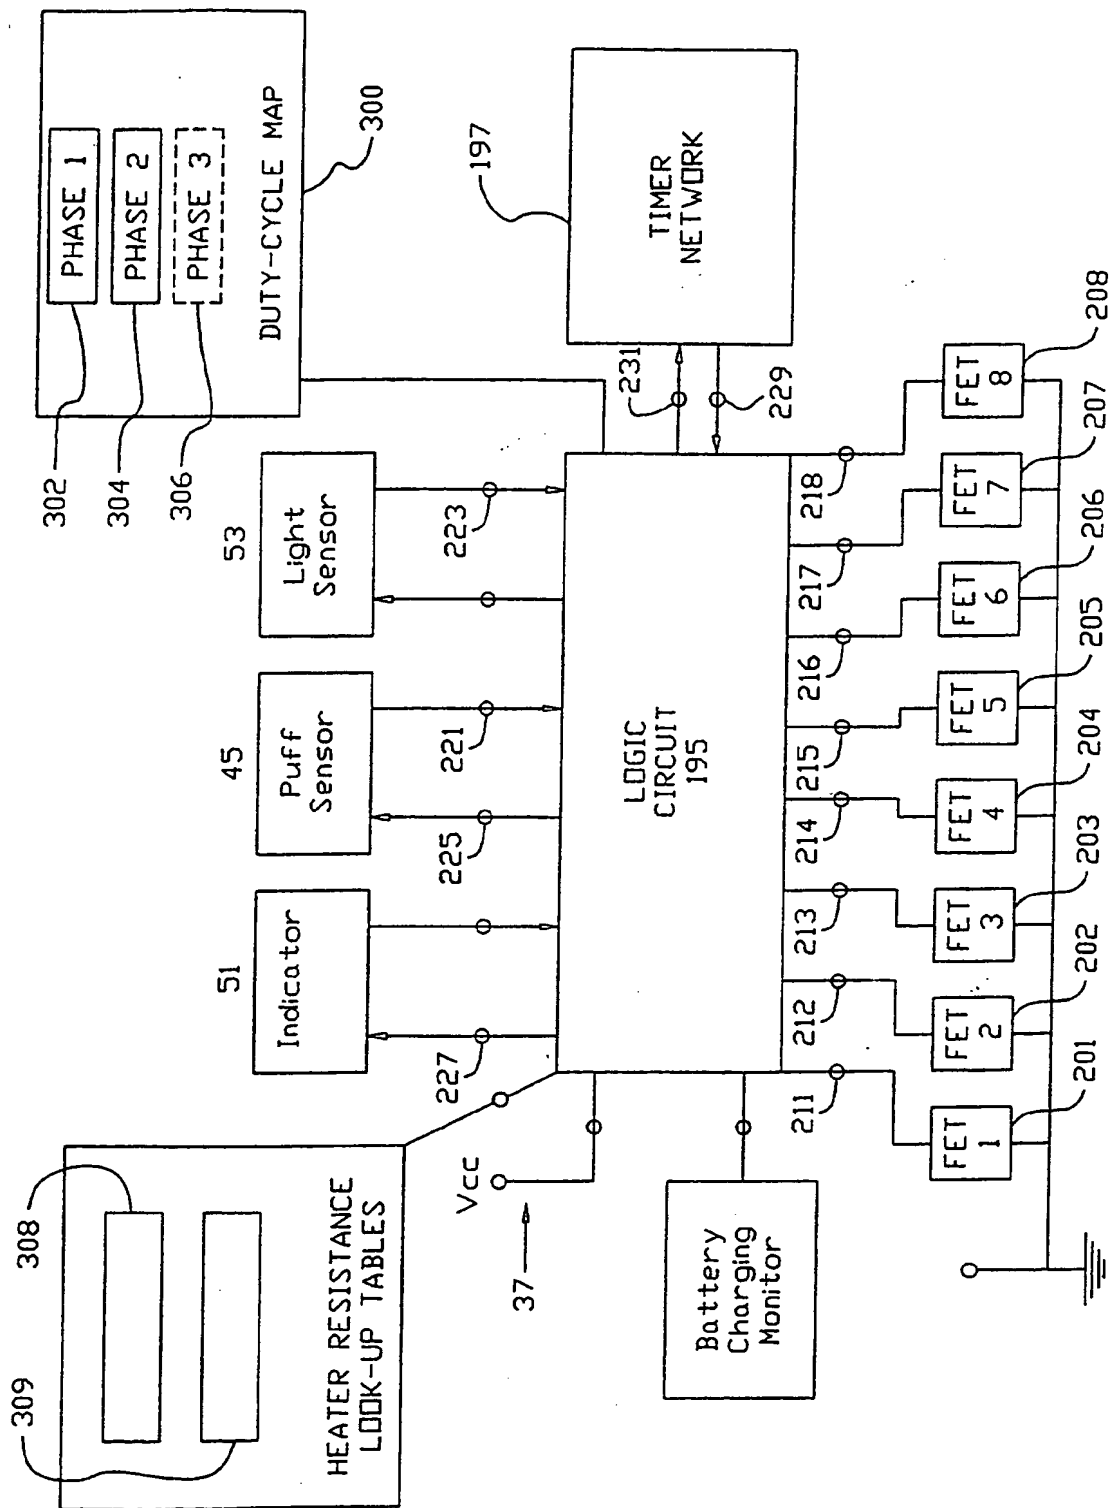 309
308
HEATER RESISTANCE
LOOK-UP TABLES
51
Indicator
45
Puff
Sensor
53
Light
Sensor
302
304
306
PHASE 1
PHASE 2
PHASE 3
DUTY-CYCLE MAP
300
227
225
221
223
Vcc
37
Battery
Charging
Monitor
LOGIC
CIRCUIT
195
231
229
197
TIMER
NETWORK
211
212
213
214
215
216
217
218
FET
1
FET
2
FET
3
FET
4
FET
5
FET
6
FET
7
FET
8
201
202
203
204
205
206
207
208